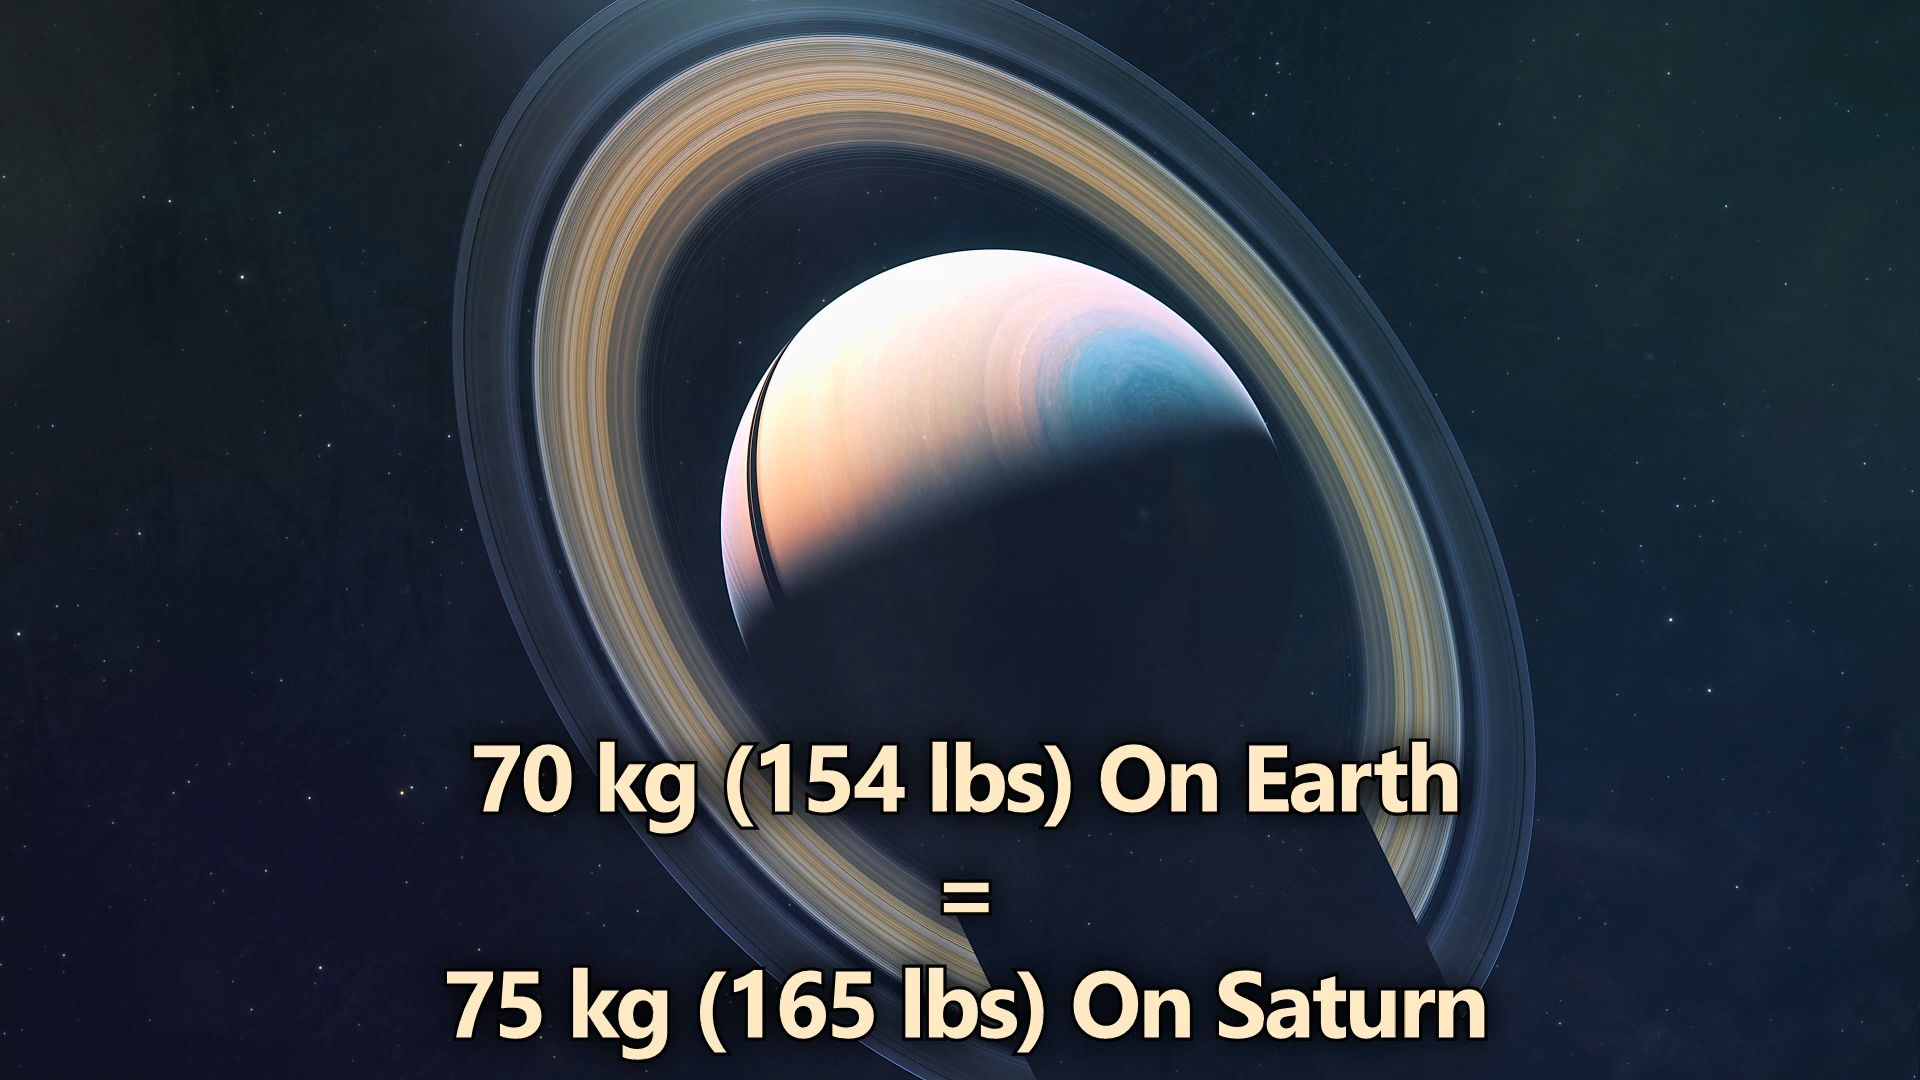 70 kg (154 lbs) On Earth
=
75 kg (165 lbs) On Saturn